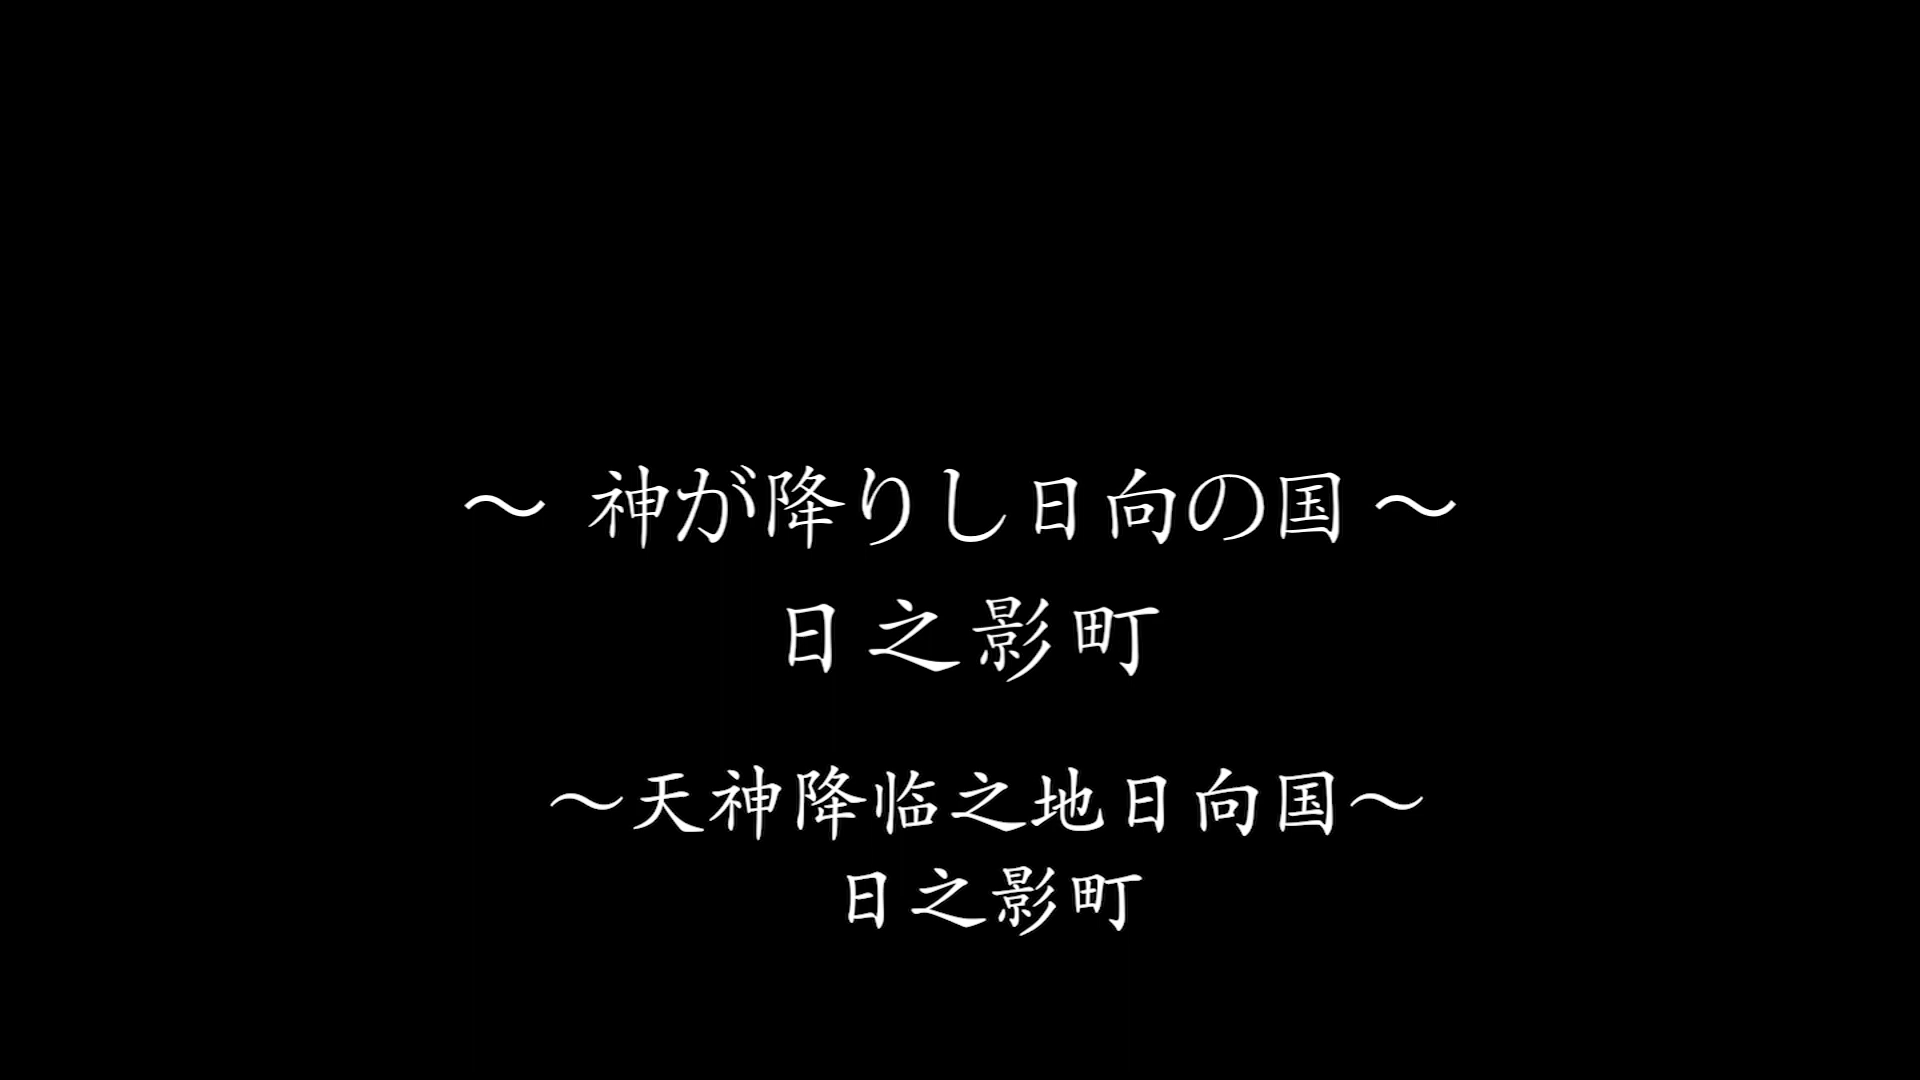 ～ 神が降りし日向の国 ～
日之影町
～天神降临之地日向国～
日之影町